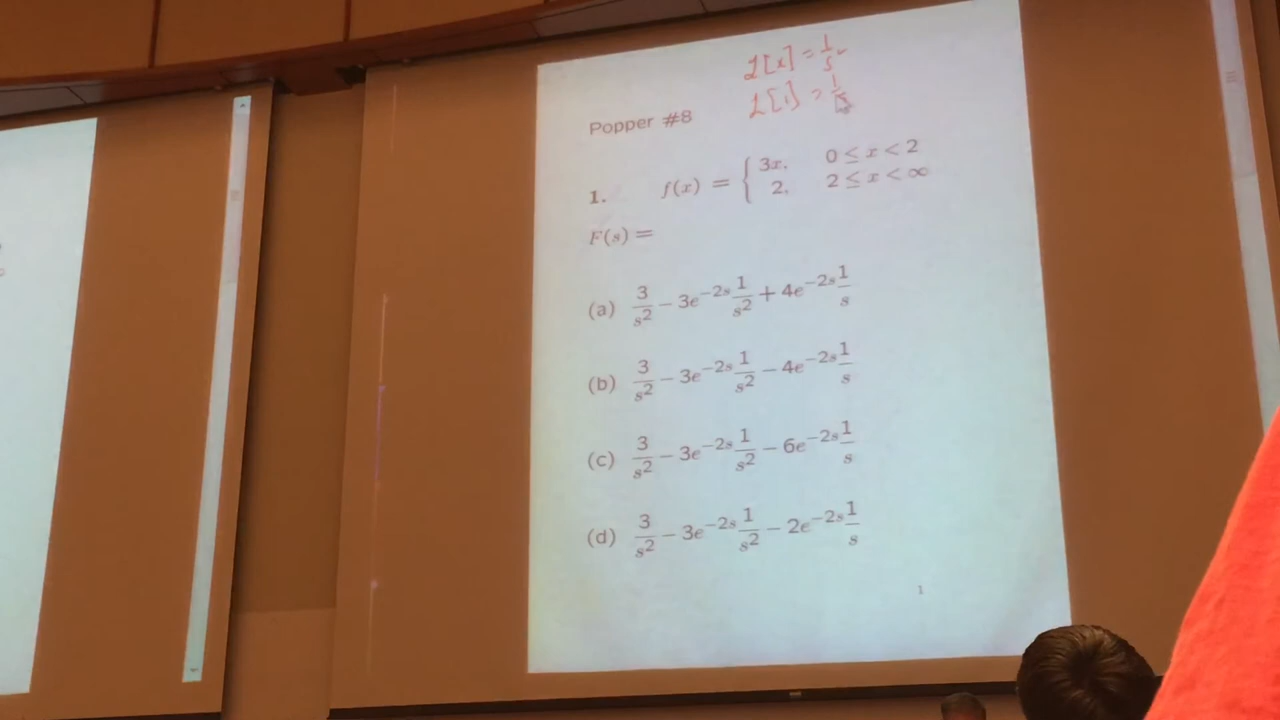 ℒ[x] = 1/s²
ℒ[1] = 1/s
Popper #8
1. f(x) = { 3x, 0 ≤ x < 2
2, 2 ≤ x < ∞
F(s) =
(a) 3/s² − 3e^{−2s} 1/s² + 4e^{−2s} 1/s
(b) 3/s² − 3e^{−2s} 1/s² − 4e^{−2s} 1/s
(c) 3/s² − 3e^{−2s} 1/s² − 6e^{−2s} 1/s
(d) 3/s² − 3e^{−2s} 1/s² − 2e^{−2s} 1/s
1